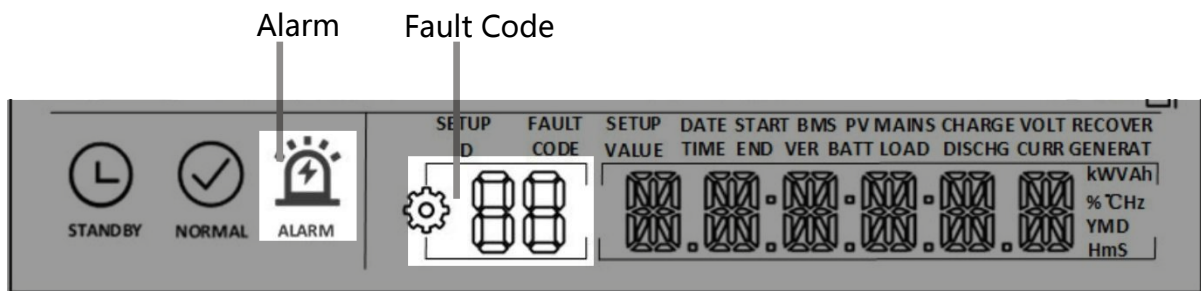 Alarm Fault Code
SETUP FAULT SETUP DATE START BMS PV MAINS CHARGE VOLT RECOVER
D CODE VALUE TIME END VER BATT LOAD DISCHG CURR GENERAT
88
kWVAh
% ℃Hz
YMD
HmS
STANDBY NORMAL ALARM